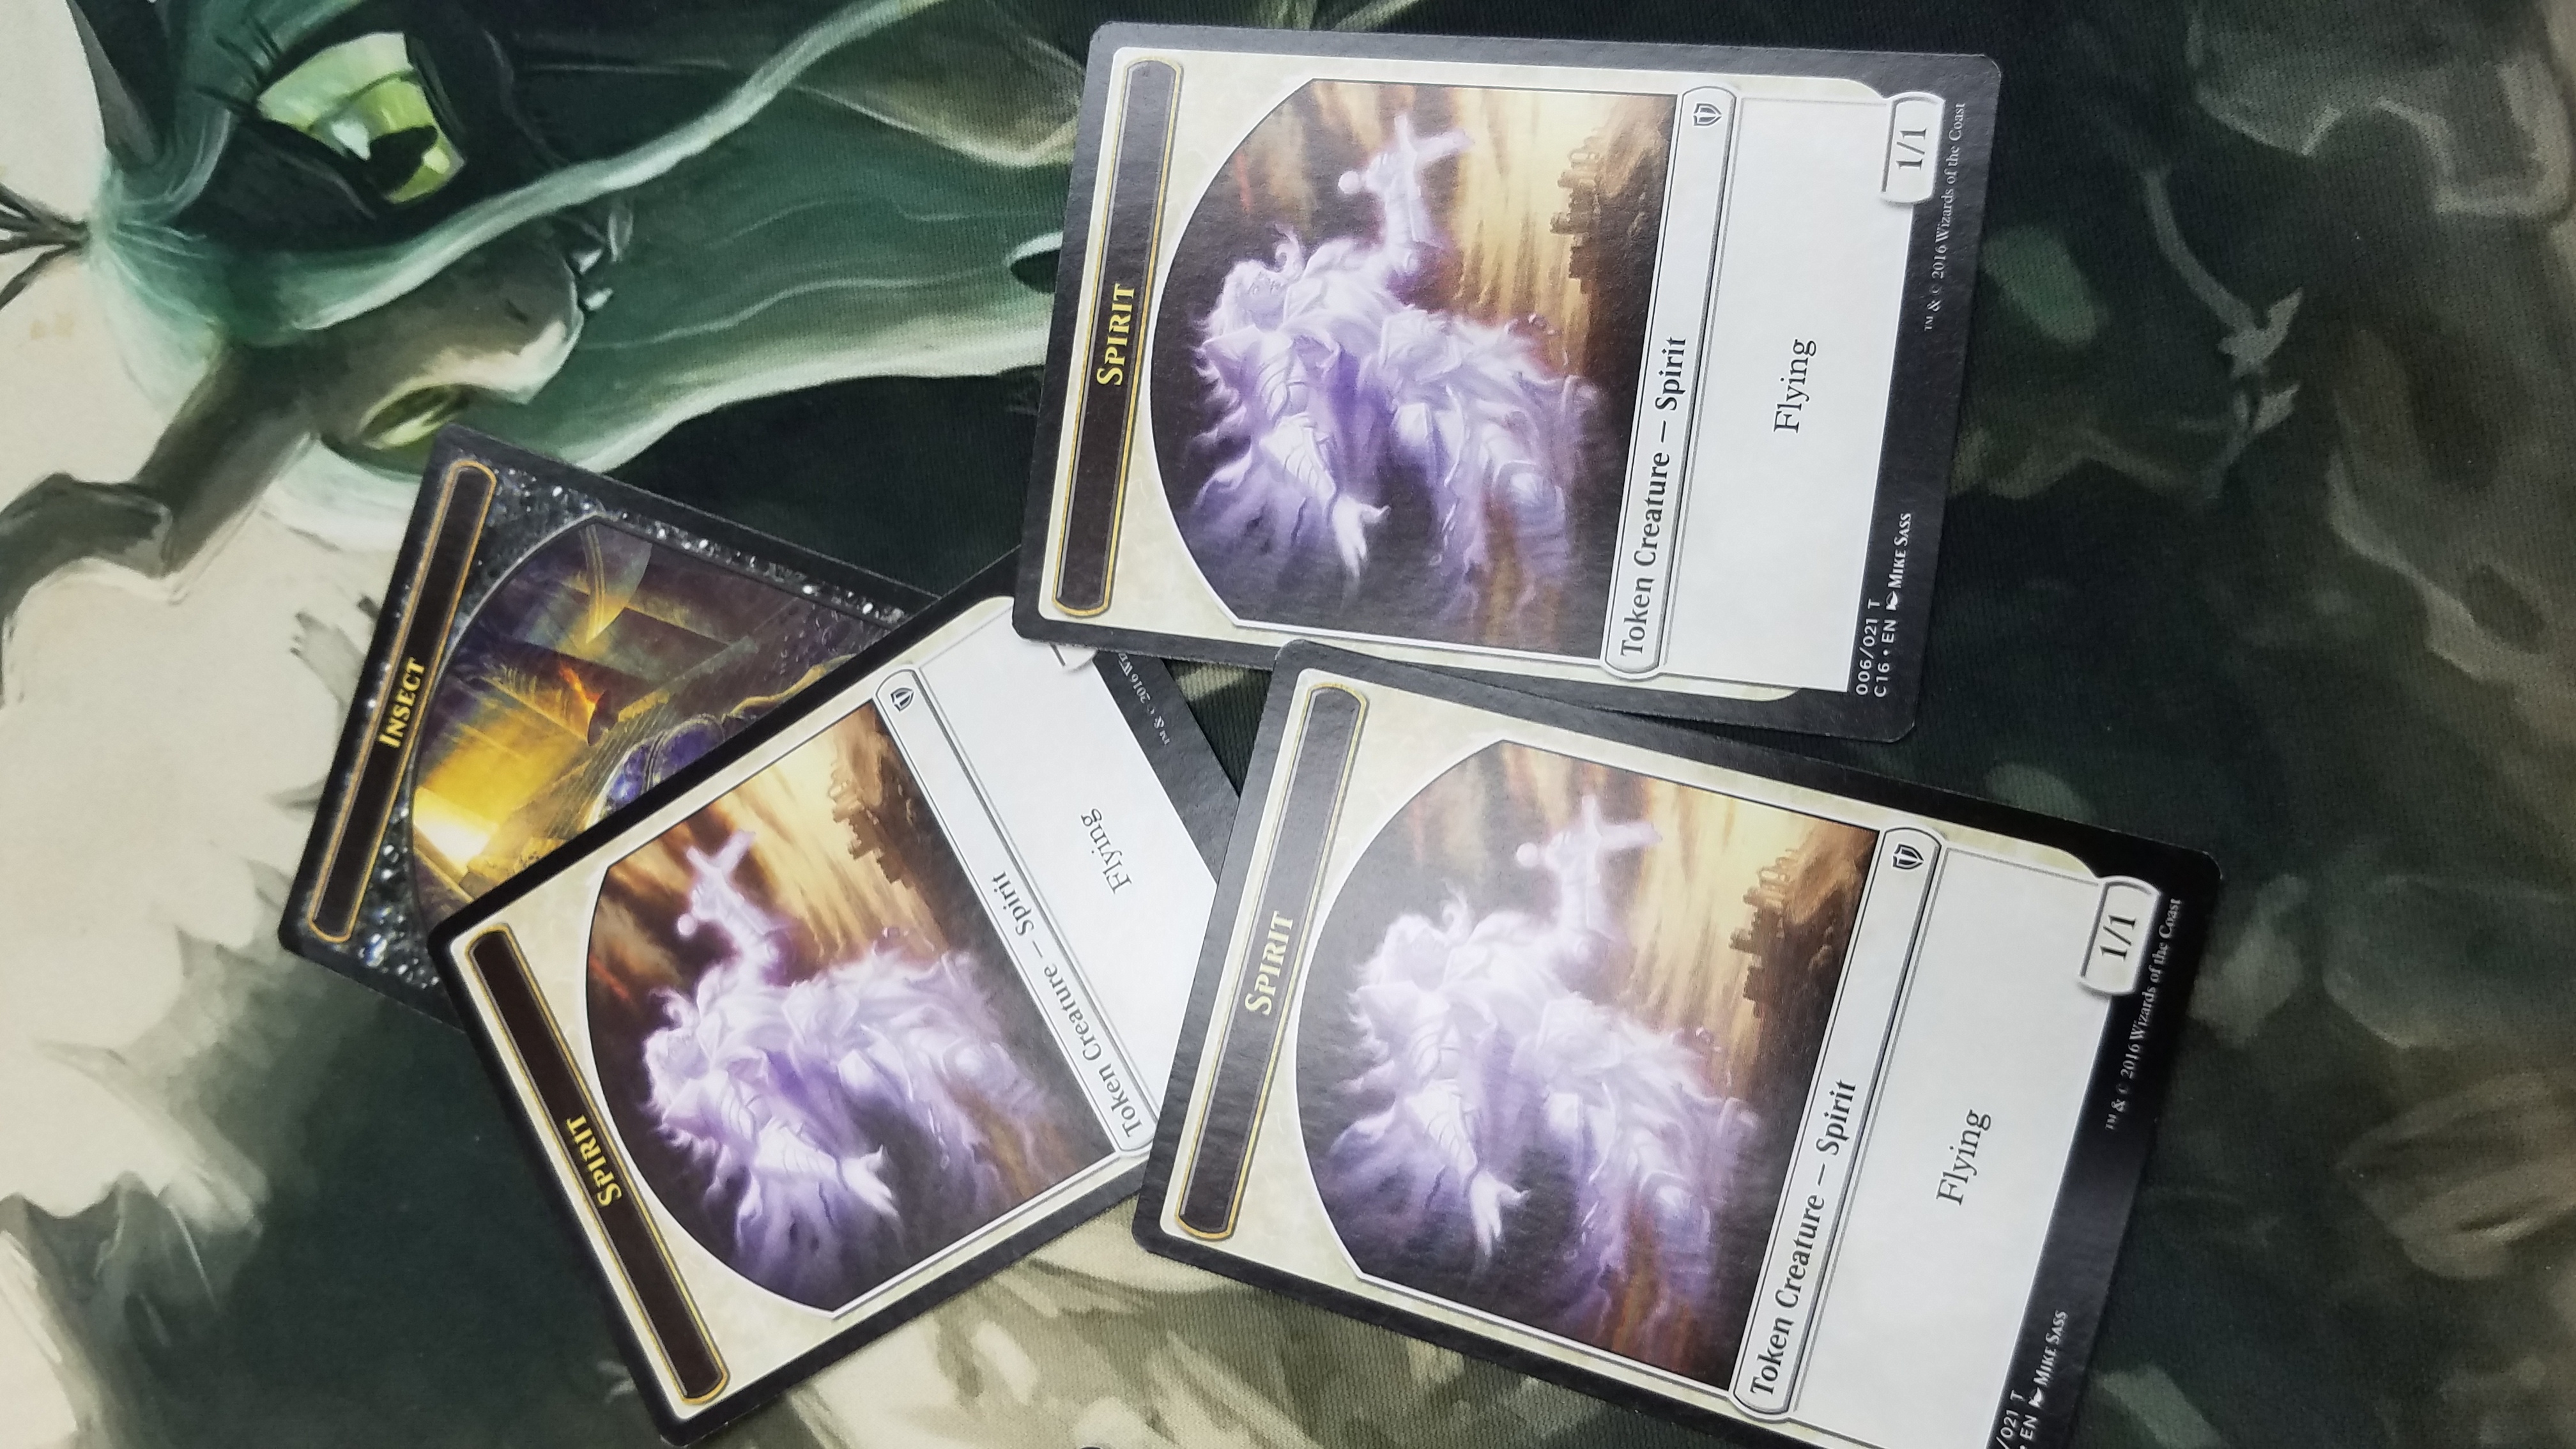 SPIRIT
Token Creature — Spirit
Flying
1/1
/021 T
EN MIKE SASS
™ & © 2016 Wizards of the Coast
SPIRIT
Token Creature — Spirit
Flying
™ & © 2016
INSECT
SPIRIT
Token Creature — Spirit
Flying
1/1
006/021 T
C16 • EN MIKE SASS
™ & © 2016 Wizards of the Coast